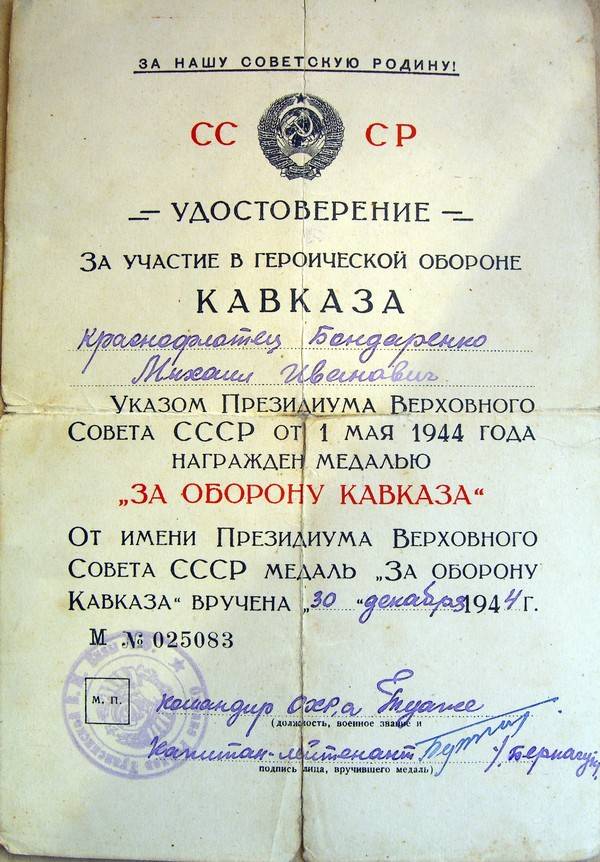 ЗА НАШУ СОВЕТСКУЮ РОДИНУ!
СС СР
УДОСТОВЕРЕНИЕ
ЗА УЧАСТИЕ В ГЕРОИЧЕСКОЙ ОБОРОНЕ
КАВКАЗА
Краснофлотец Бондаренко
Михаил Иванович
УКАЗОМ ПРЕЗИДИУМА ВЕРХОВНОГО
СОВЕТА СССР ОТ 1 МАЯ 1944 ГОДА
НАГРАЖДЕН МЕДАЛЬЮ
„ЗА ОБОРОНУ КАВКАЗА“
ОТ ИМЕНИ ПРЕЗИДИУМА ВЕРХОВНОГО
СОВЕТА СССР МЕДАЛЬ „ЗА ОБОРОНУ
КАВКАЗА“ ВРУЧЕНА „30“ декабря 1944 г.
М № 025083
М. П.
Командир ОХР,а
(должность, военное звание и
Капитан-лейтенант
подпись лица, вручившего медаль)